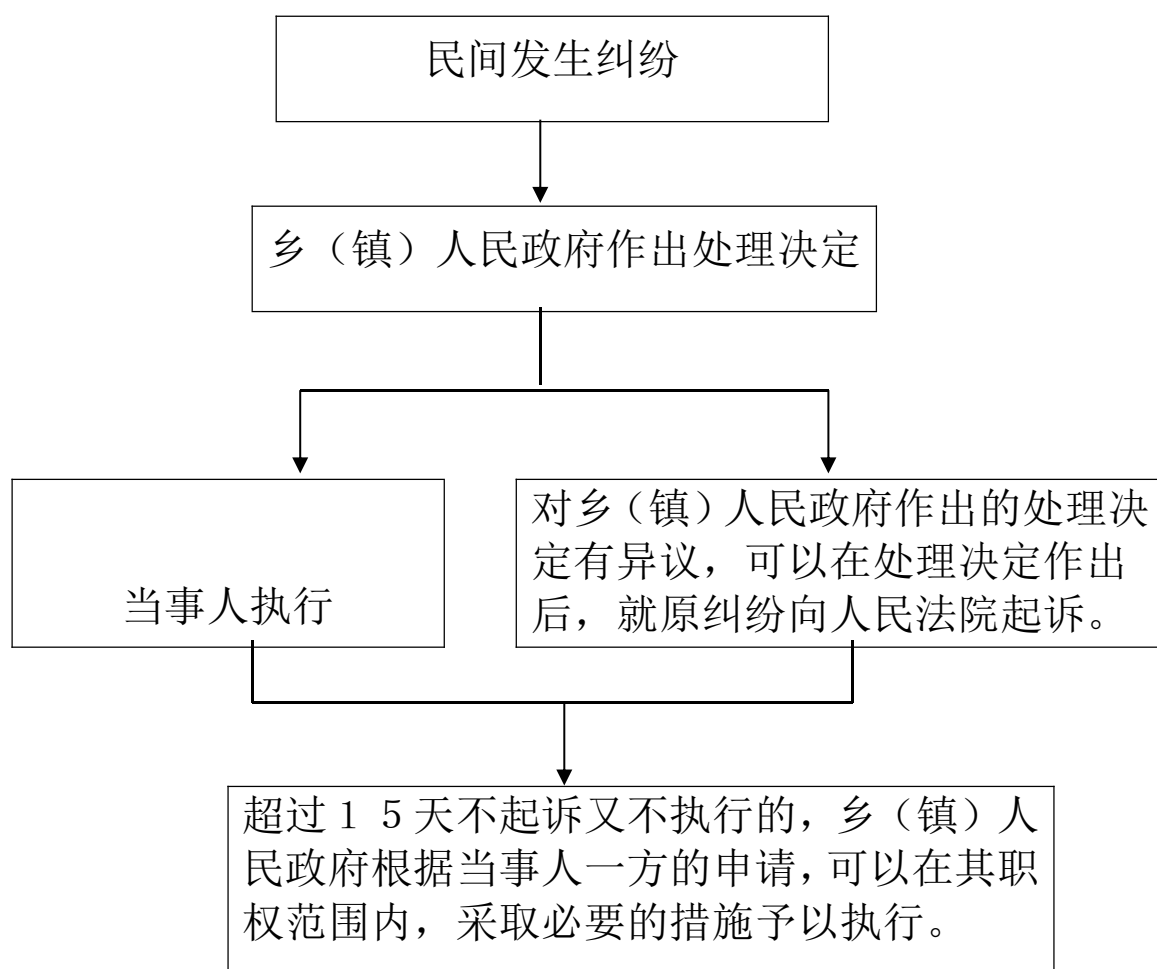 民间发生纠纷
乡（镇）人民政府作出处理决定
当事人执行
对乡（镇）人民政府作出的处理决
定有异议，可以在处理决定作出
后，就原纠纷向人民法院起诉。
超过１５天不起诉又不执行的，乡（镇）人
民政府根据当事人一方的申请，可以在其职
权范围内，采取必要的措施予以执行。